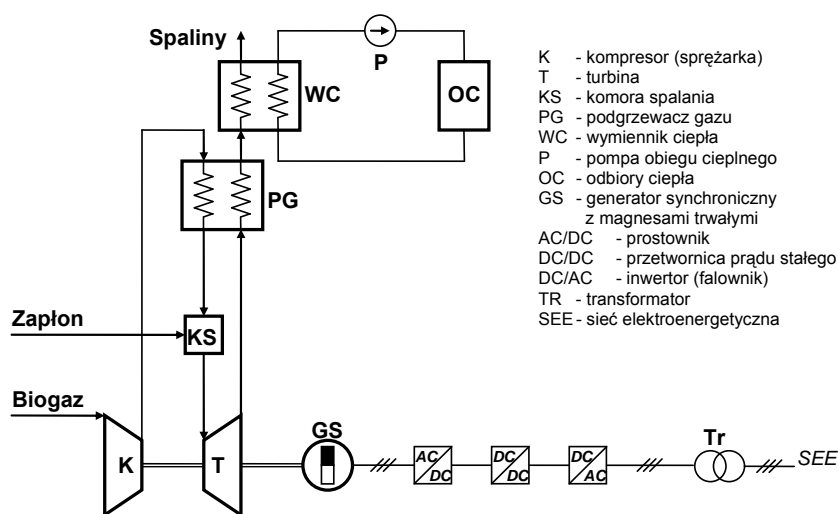 Spaliny
P
WC
OC
PG
Zapłon
KS
Biogaz
K
T
GS
AC
DC
DC
DC
DC
AC
Tr
SEE
K - kompresor (sprężarka)
T - turbina
KS - komora spalania
PG - podgrzewacz gazu
WC - wymiennik ciepła
P - pompa obiegu cieplnego
OC - odbiory ciepła
GS - generator synchroniczny
z magnesami trwałymi
AC/DC - prostownik
DC/DC - przetwornica prądu stałego
DC/AC - inwertor (falownik)
TR - transformator
SEE - sieć elektroenergetyczna